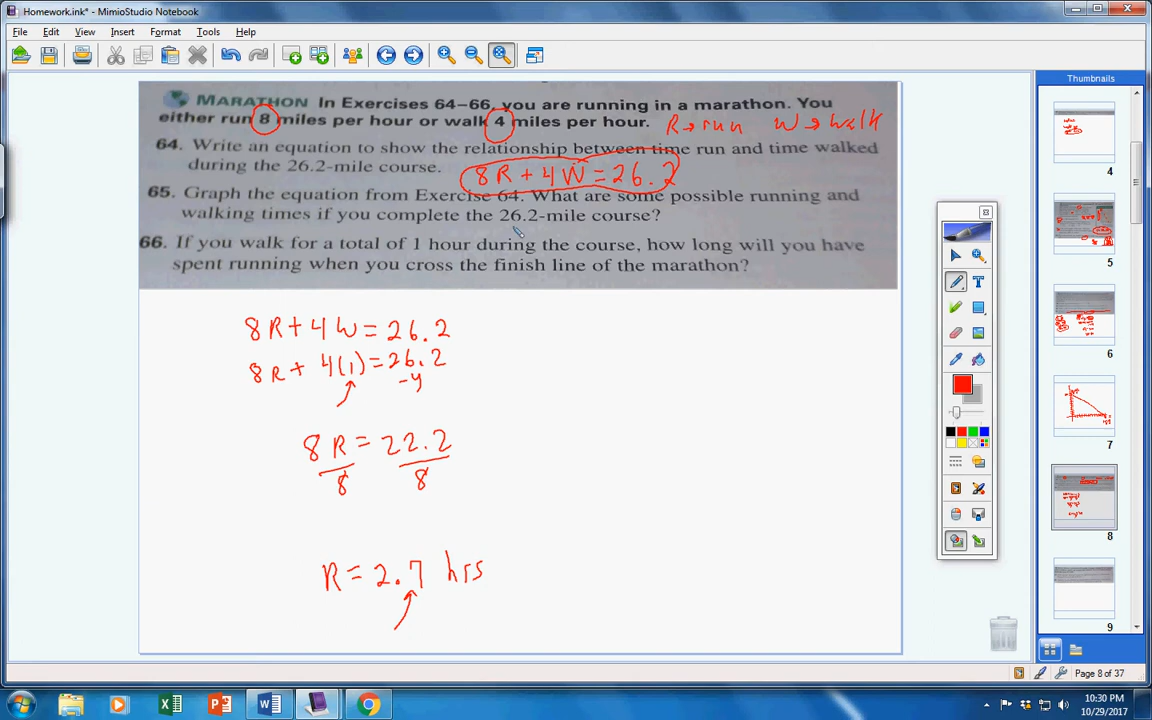 Homework.ink* - MimioStudio Notebook
File Edit View Insert Format Tools Help
MARATHON In Exercises 64–66, you are running in a marathon. You
either run 8 miles per hour or walk 4 miles per hour. R→run W→walk
64. Write an equation to show the relationship between time run and time walked
during the 26.2-mile course. 8R+4W=26.2
65. Graph the equation from Exercise 64. What are some possible running and
walking times if you complete the 26.2-mile course?
66. If you walk for a total of 1 hour during the course, how long will you have
spent running when you cross the finish line of the marathon?
8R+4W=26.2
8R+ 4(1)=26.2
-4
8R=22.2
8 8
R=2.7 hrs
Thumbnails
4
5
6
7
8
9
Page 8 of 37
10:30 PM
10/29/2017